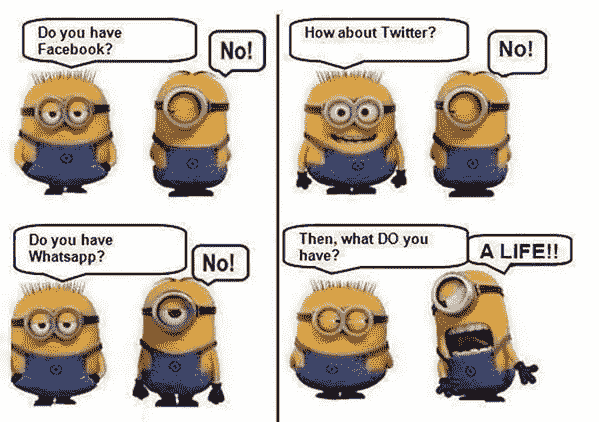 Do you have
Facebook?
No!
How about Twitter?
No!
Do you have
Whatsapp?
No!
Then, what DO you
have?
A LIFE!!